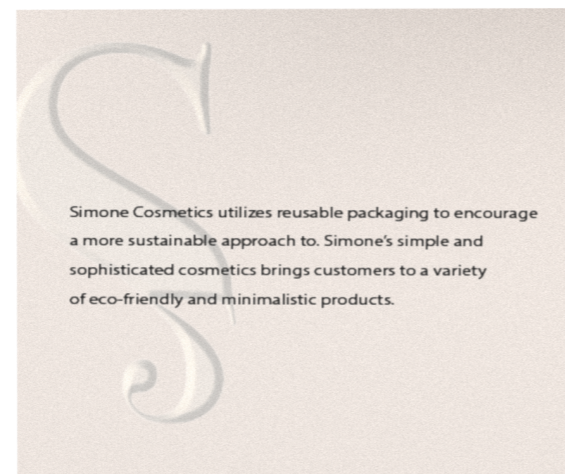 S
Simone Cosmetics utilizes reusable packaging to encourage
a more sustainable approach to. Simone's simple and
sophisticated cosmetics brings customers to a variety
of eco-friendly and minimalistic products.